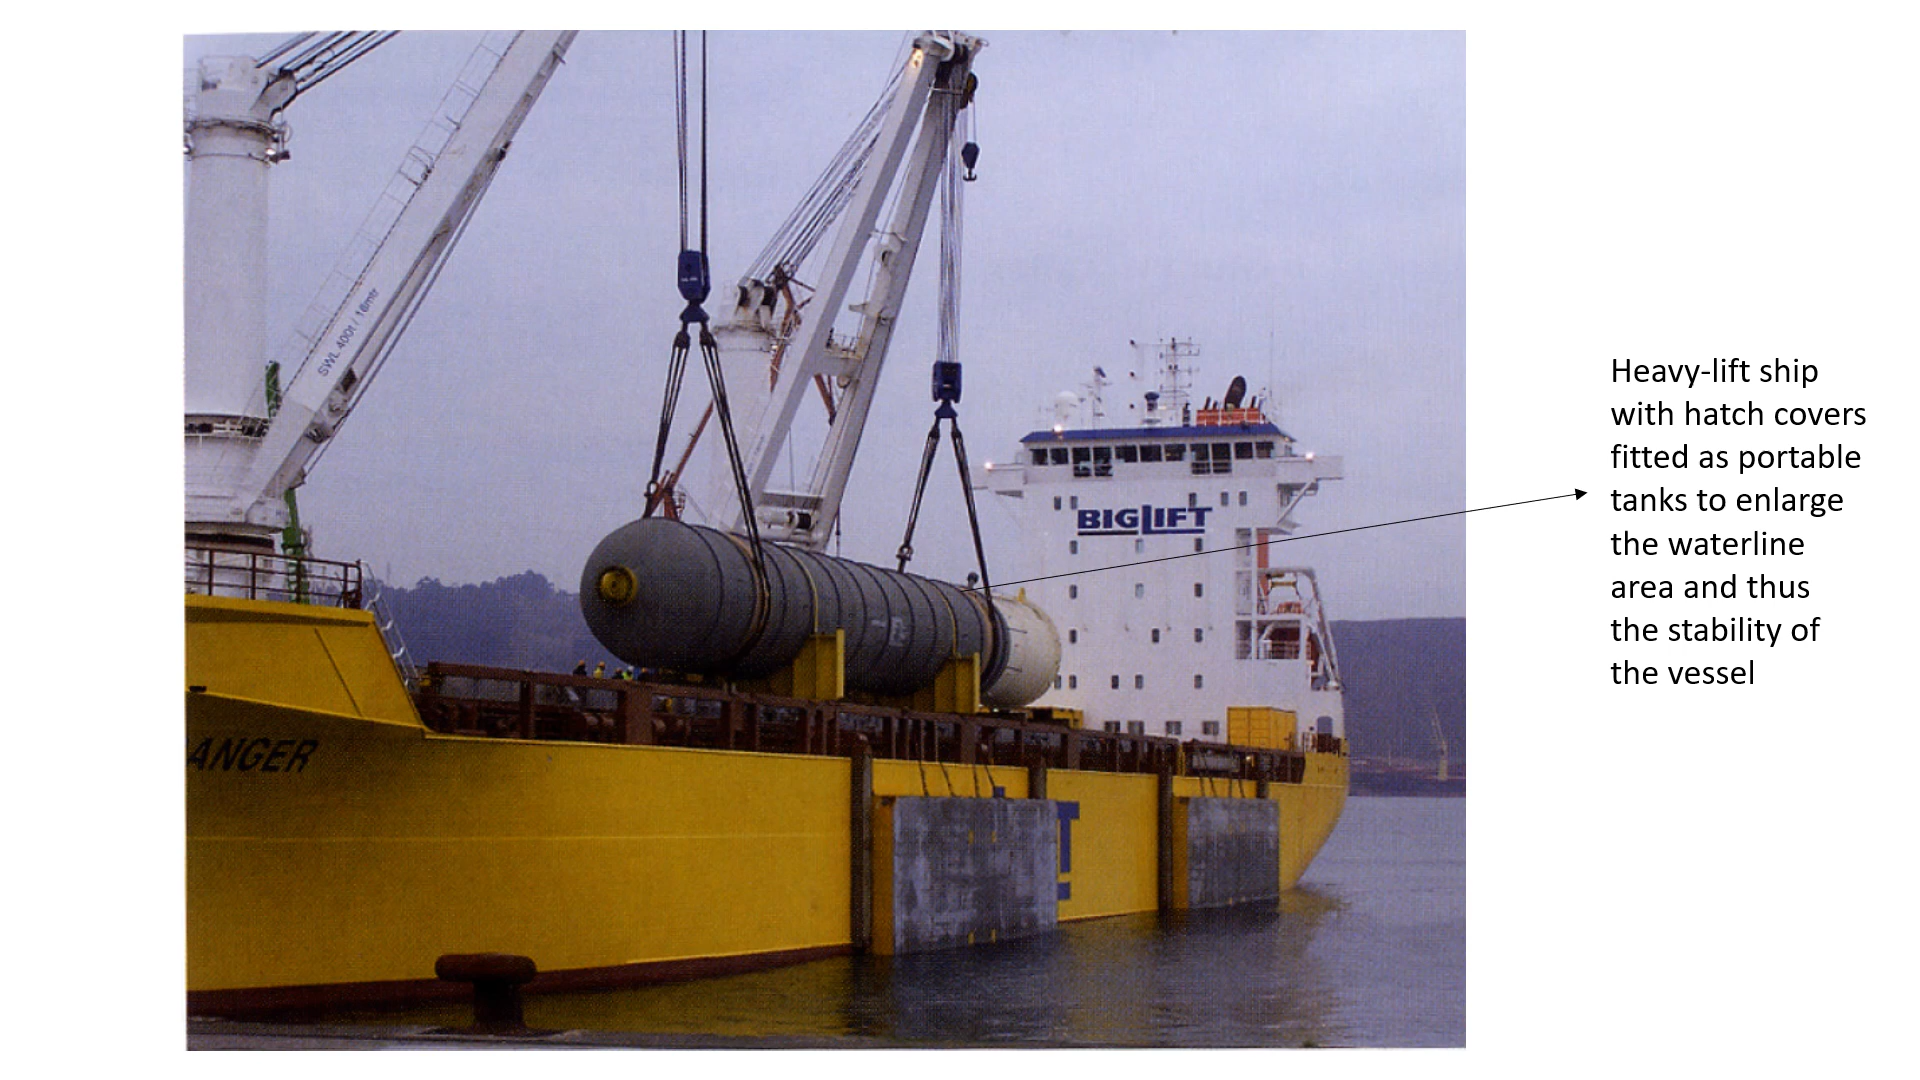 SWL 400t / 18mtr
BIGLIFT
ANGER
T
Heavy-lift ship
with hatch covers
fitted as portable
tanks to enlarge
the waterline
area and thus
the stability of
the vessel